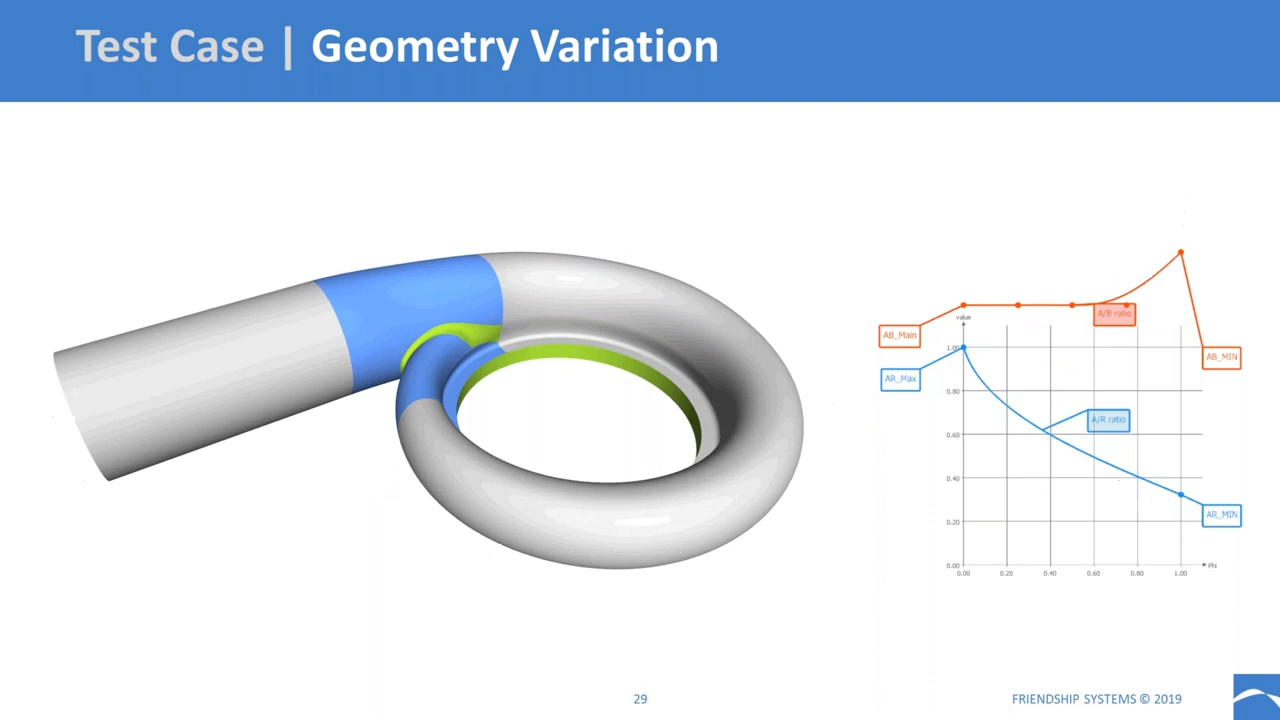 Test Case | Geometry Variation
AB_Main
A/B ratio
value
AB_MIN
AR_Max
A/R ratio
AR_MIN
1.00
0.80
0.60
0.40
0.20
0.00
0.00 0.20 0.40 0.60 0.80 1.00
Phi
29
FRIENDSHIP SYSTEMS © 2019